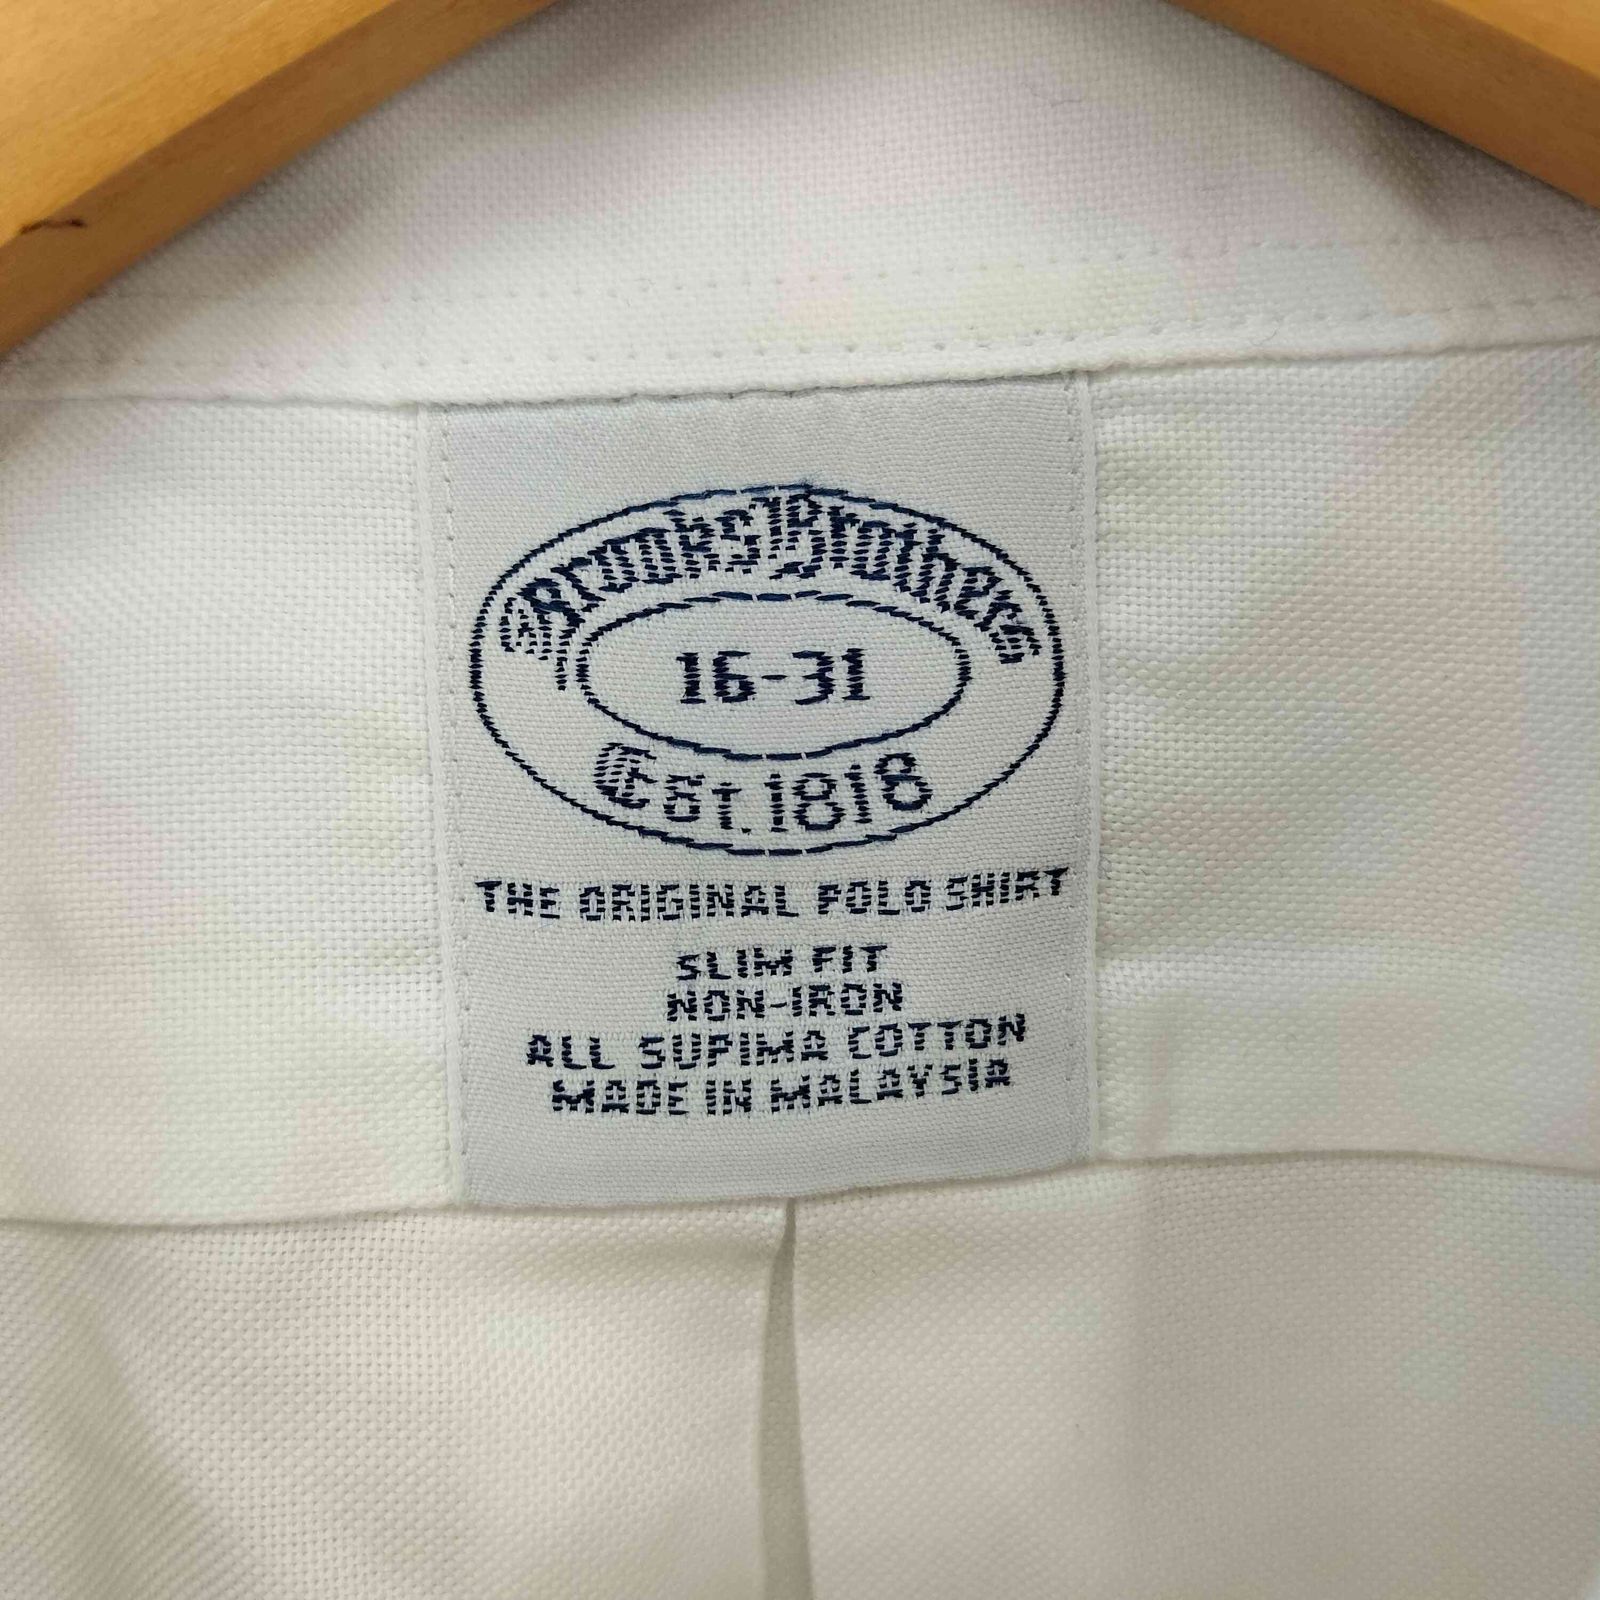 Brooks Brothers
16-31
Est. 1818
THE ORIGINAL POLO SHIRT
SLIM FIT
NON-IRON
ALL SUPIMA COTTON
MADE IN MALAYSIA